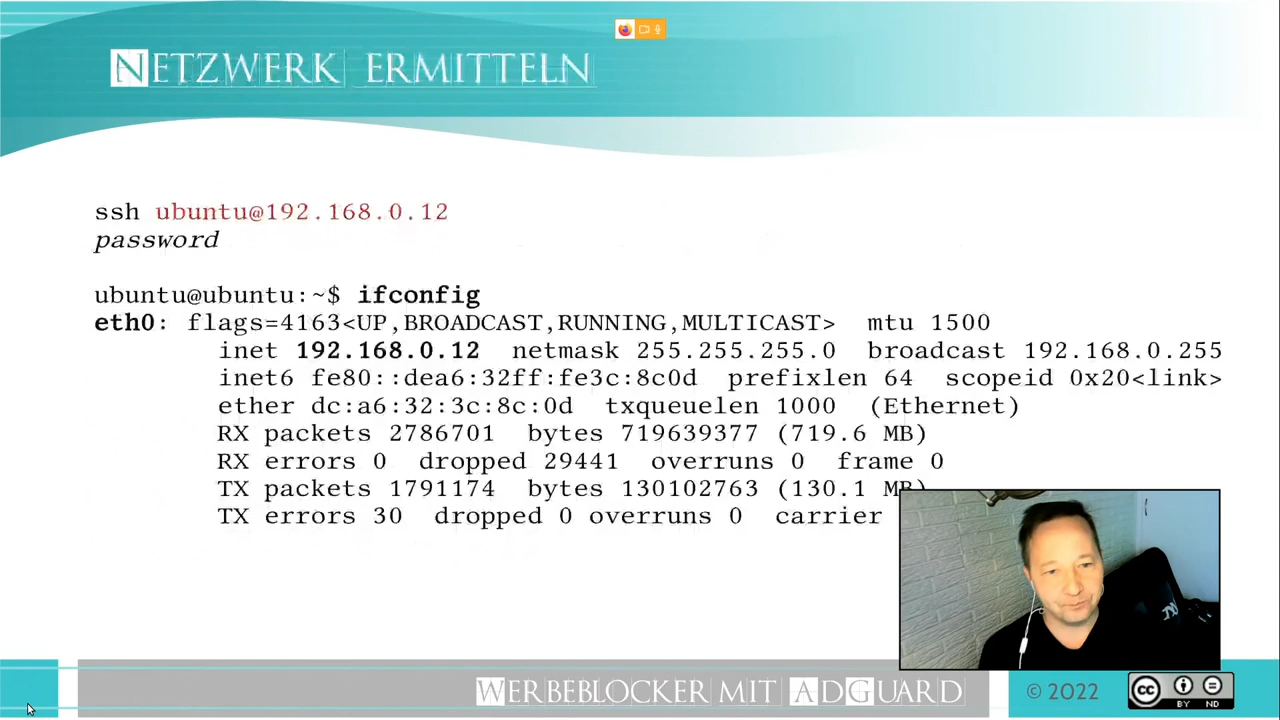 NETZWERK ERMITTELN
ssh ubuntu@192.168.0.12
password
ubuntu@ubuntu:~$ ifconfig
eth0: flags=4163<UP,BROADCAST,RUNNING,MULTICAST> mtu 1500
inet 192.168.0.12 netmask 255.255.255.0 broadcast 192.168.0.255
inet6 fe80::dea6:32ff:fe3c:8c0d prefixlen 64 scopeid 0x20<link>
ether dc:a6:32:3c:8c:0d txqueuelen 1000 (Ethernet)
RX packets 2786701 bytes 719639377 (719.6 MB)
RX errors 0 dropped 29441 overruns 0 frame 0
TX packets 1791174 bytes 130102763 (130.1 MB)
TX errors 30 dropped 0 overruns 0 carrier
WERBEBLOCKER MIT ADGUARD
© 2022
CC BY ND